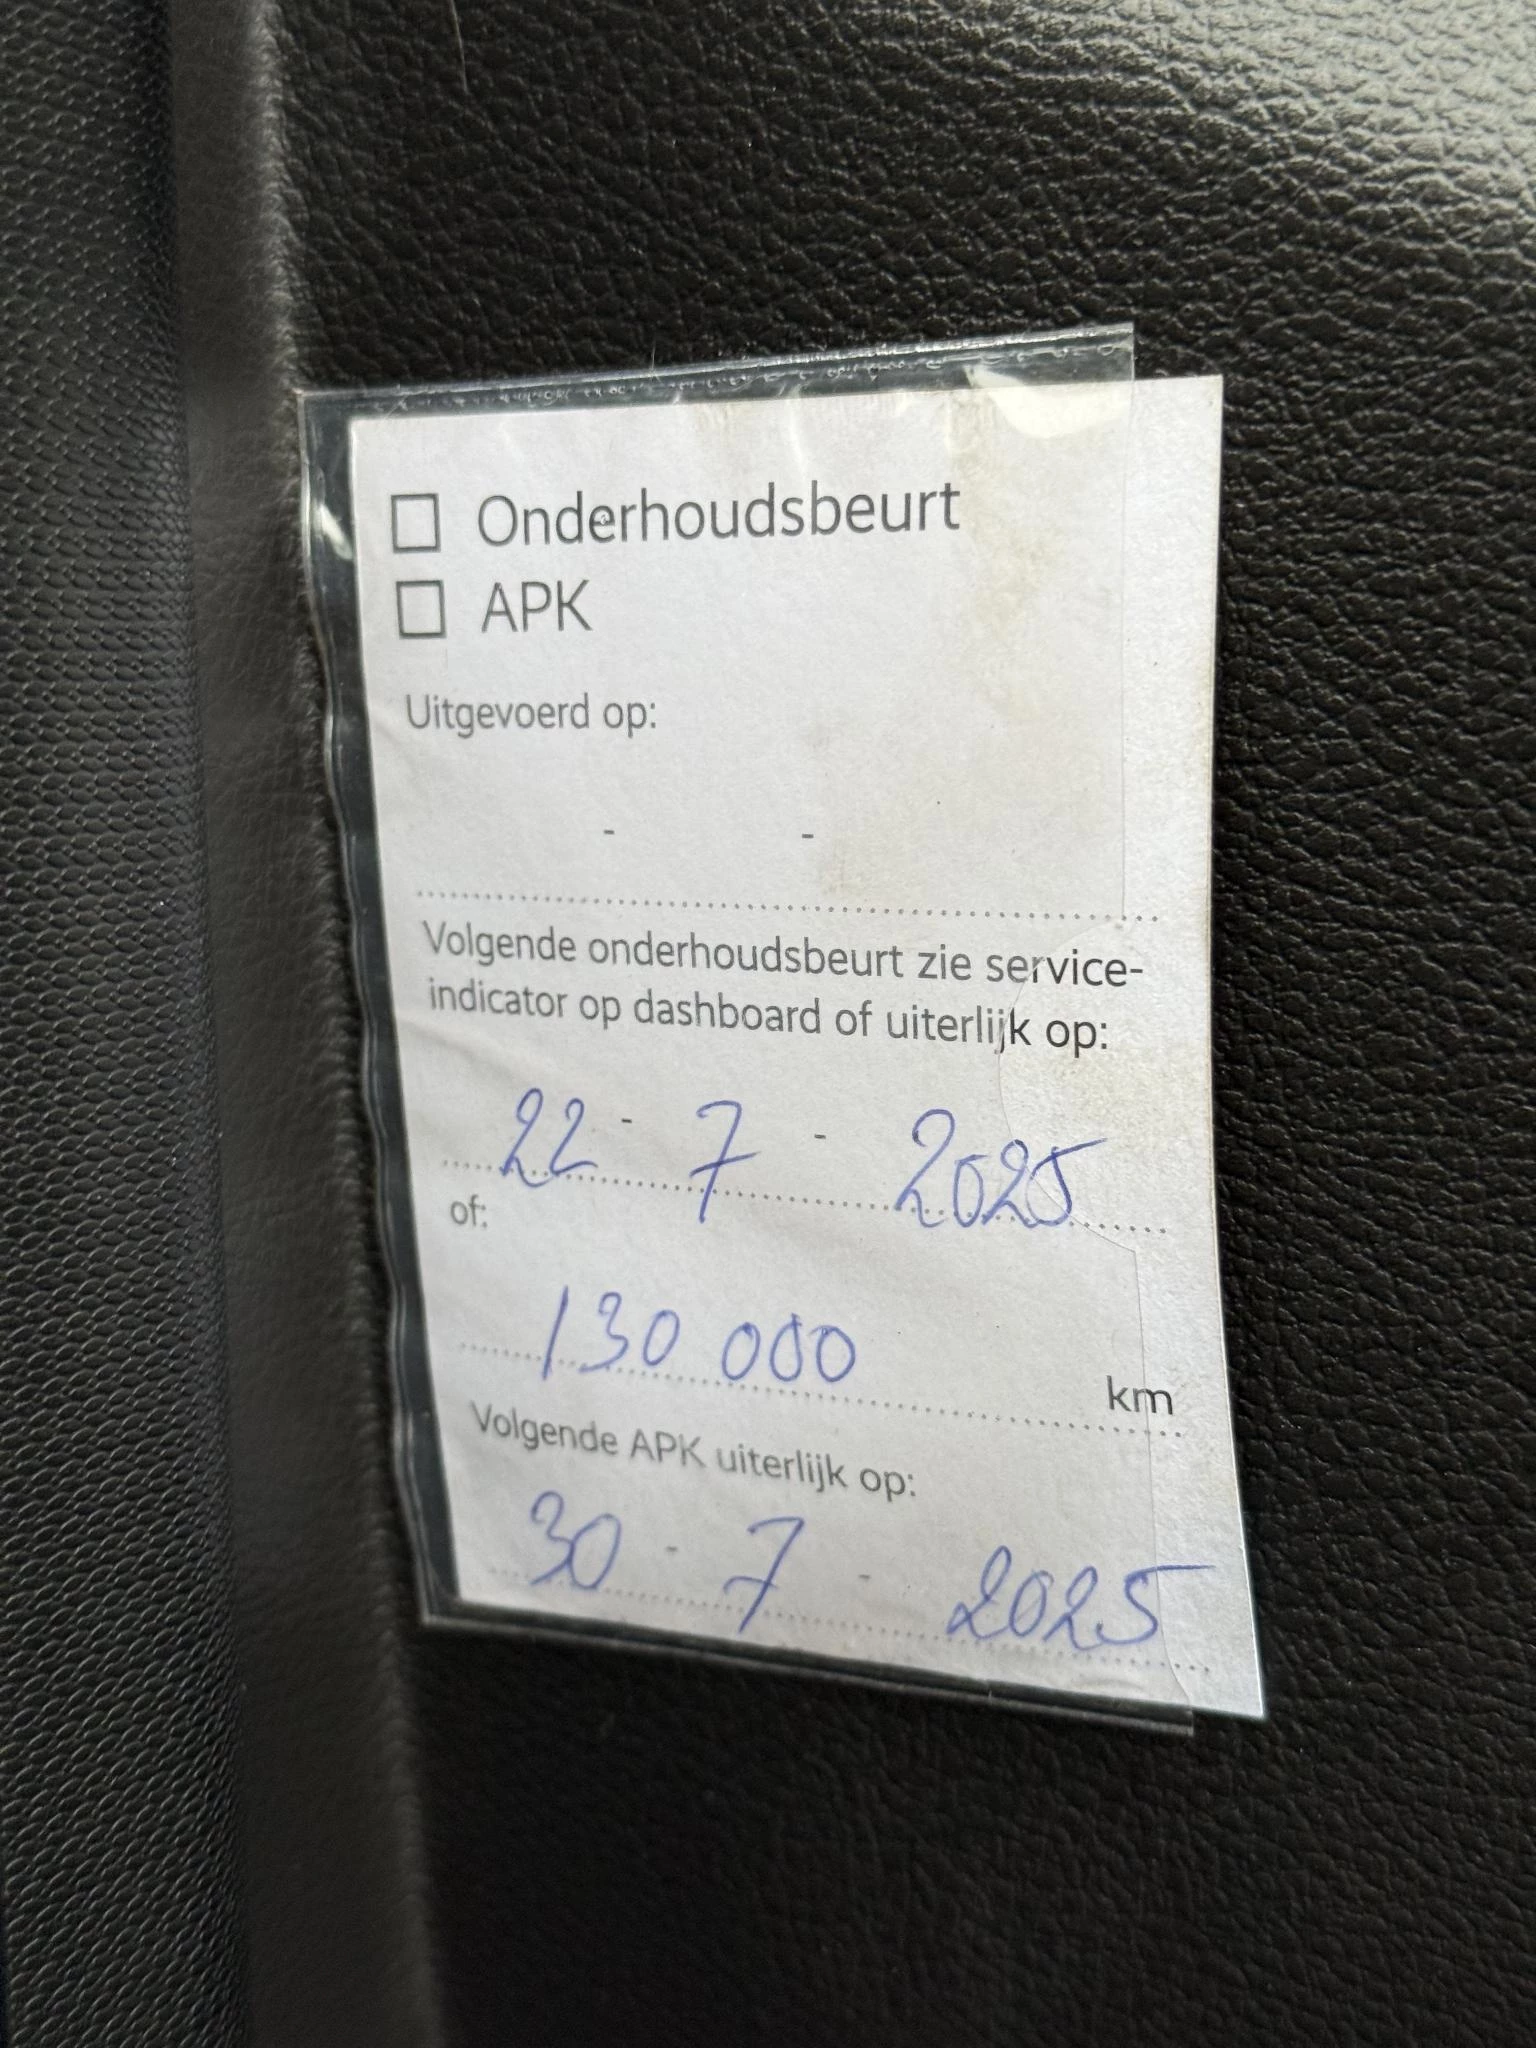 ☐ Onderhoudsbeurt
☐ APK
Uitgevoerd op:
- -
Volgende onderhoudsbeurt zie service-
indicator op dashboard of uiterlijk op:
22 - 7 - 2025
of:
130 000 km
Volgende APK uiterlijk op:
30 - 7 - 2025